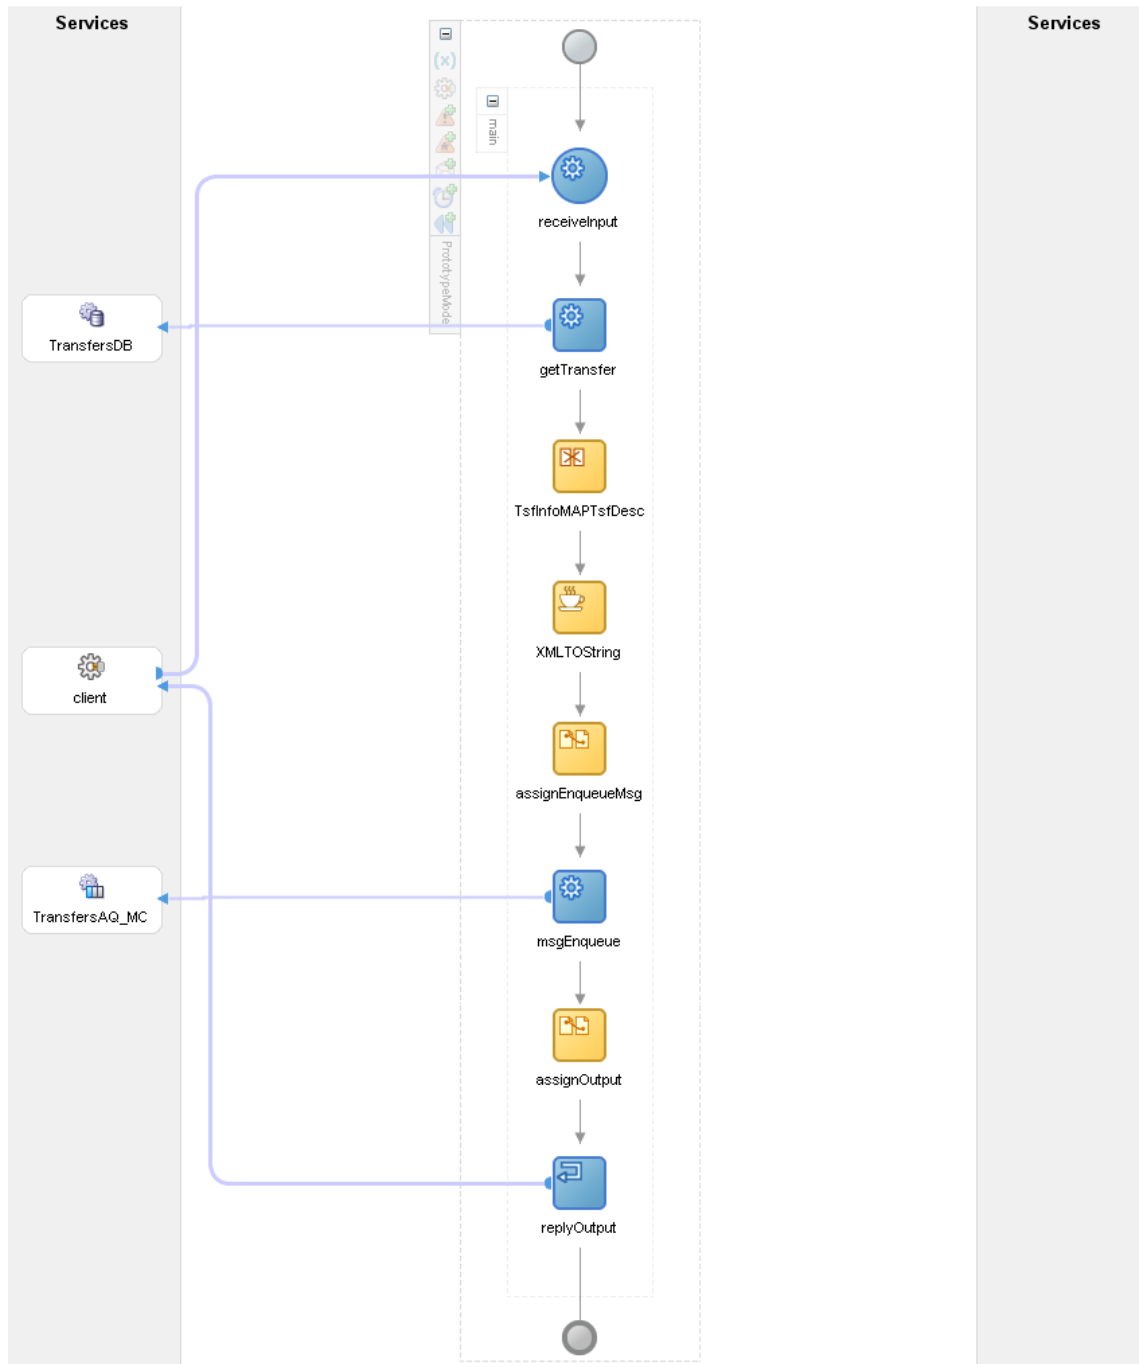 Services
Services
(x)
main
receiveInput
PrototypeMode
getTransfer
TransfersDB
TsfInfoMAPTsfDesc
XMLTOString
client
assignEnqueueMsg
TransfersAQ_MC
msgEnqueue
assignOutput
replyOutput